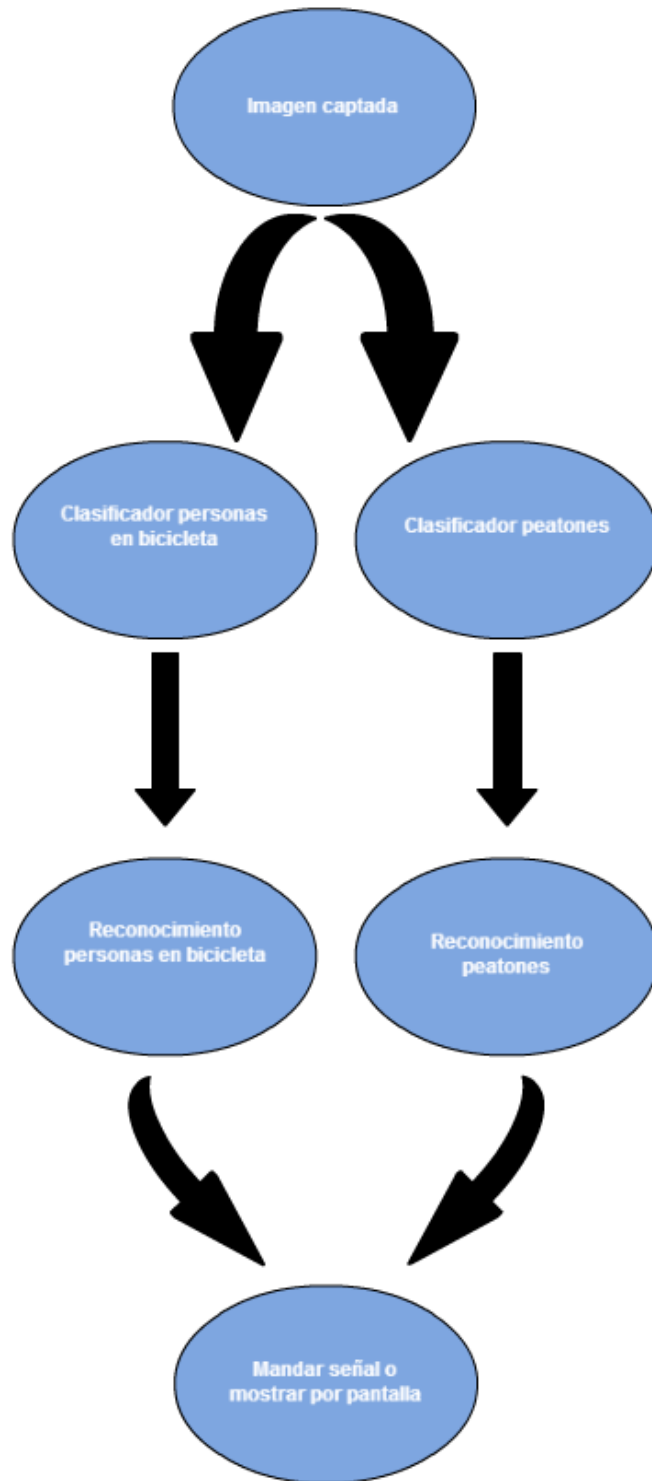 Imagen captada
Clasificador personas
en bicicleta
Clasificador peatones
Reconocimiento
personas en bicicleta
Reconocimiento
peatones
Mandar señal o
mostrar por pantalla